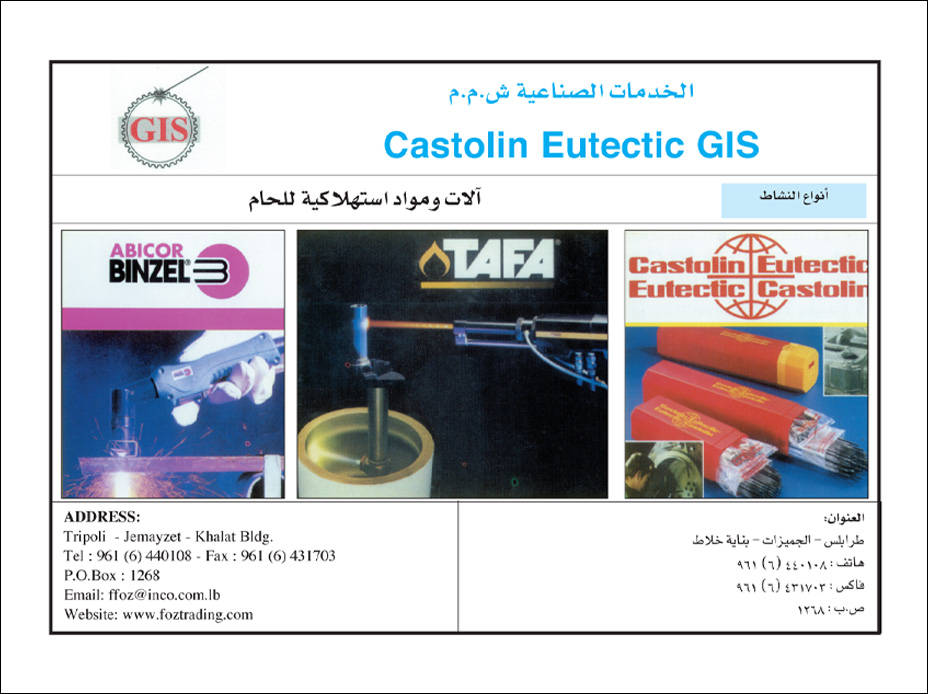 GIS
الخدمات الصناعية ش.م.م
Castolin Eutectic GIS
أنواع النشاط
آلات ومواد استهلاكية للحام
ABICOR
BINZEL®
TAFA
Castolin Eutectic
Eutectic Castolin
ADDRESS:
Tripoli - Jemayzet - Khalat Bldg.
Tel : 961 (6) 440108 - Fax : 961 (6) 431703
P.O.Box : 1268
Email: ffoz@inco.com.lb
Website: www.foztrading.com
العنوان:
طرابلس - الجميزات - بناية خلاط
هاتف : ٤٤٠١٠٨ (٦) ٩٦١
فاكس : ٤٣١٧٠٣ (٦) ٩٦١
ص.ب : ١٢٦٨